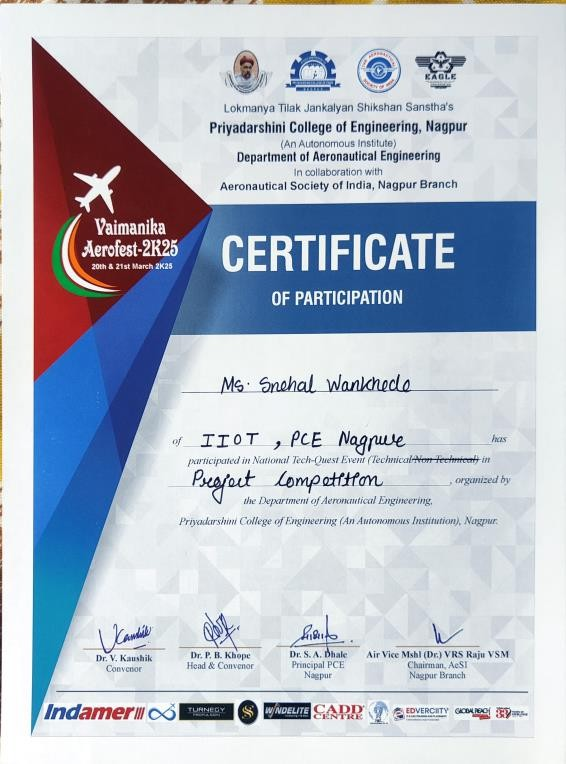 EAGLE
Lokmanya Tilak Jankalyan Shikshan Sanstha's
Priyadarshini College of Engineering, Nagpur
(An Autonomous Institute)
Department of Aeronautical Engineering
In collaboration with
Aeronautical Society of India, Nagpur Branch
Vaimanika
Aerofest-2K25
20th & 21st March 2K25
CERTIFICATE
OF PARTICIPATION
Ms. Snehal Wankhede
of IIOT, PCE Nagpure has
participated in National Tech-Quest Event (Technical/Non Technical) in
Project Competition, organized by
the Department of Aeronautical Engineering,
Priyadarshini College of Engineering (An Autonomous Institution), Nagpur.
Dr. V. Kaushik
Convenor
Dr. P. B. Khope
Head & Convenor
Dr. S. A. Dhale
Principal PCE
Nagpur
Air Vice Mshl (Dr.) VRS Raju VSM
Chairman, AeSI
Nagpur Branch
Indamer
TURNEGY
PROPULSION
WINDELITE
CADD
CENTRE
EDVERCIITY
GLOBAL REACH